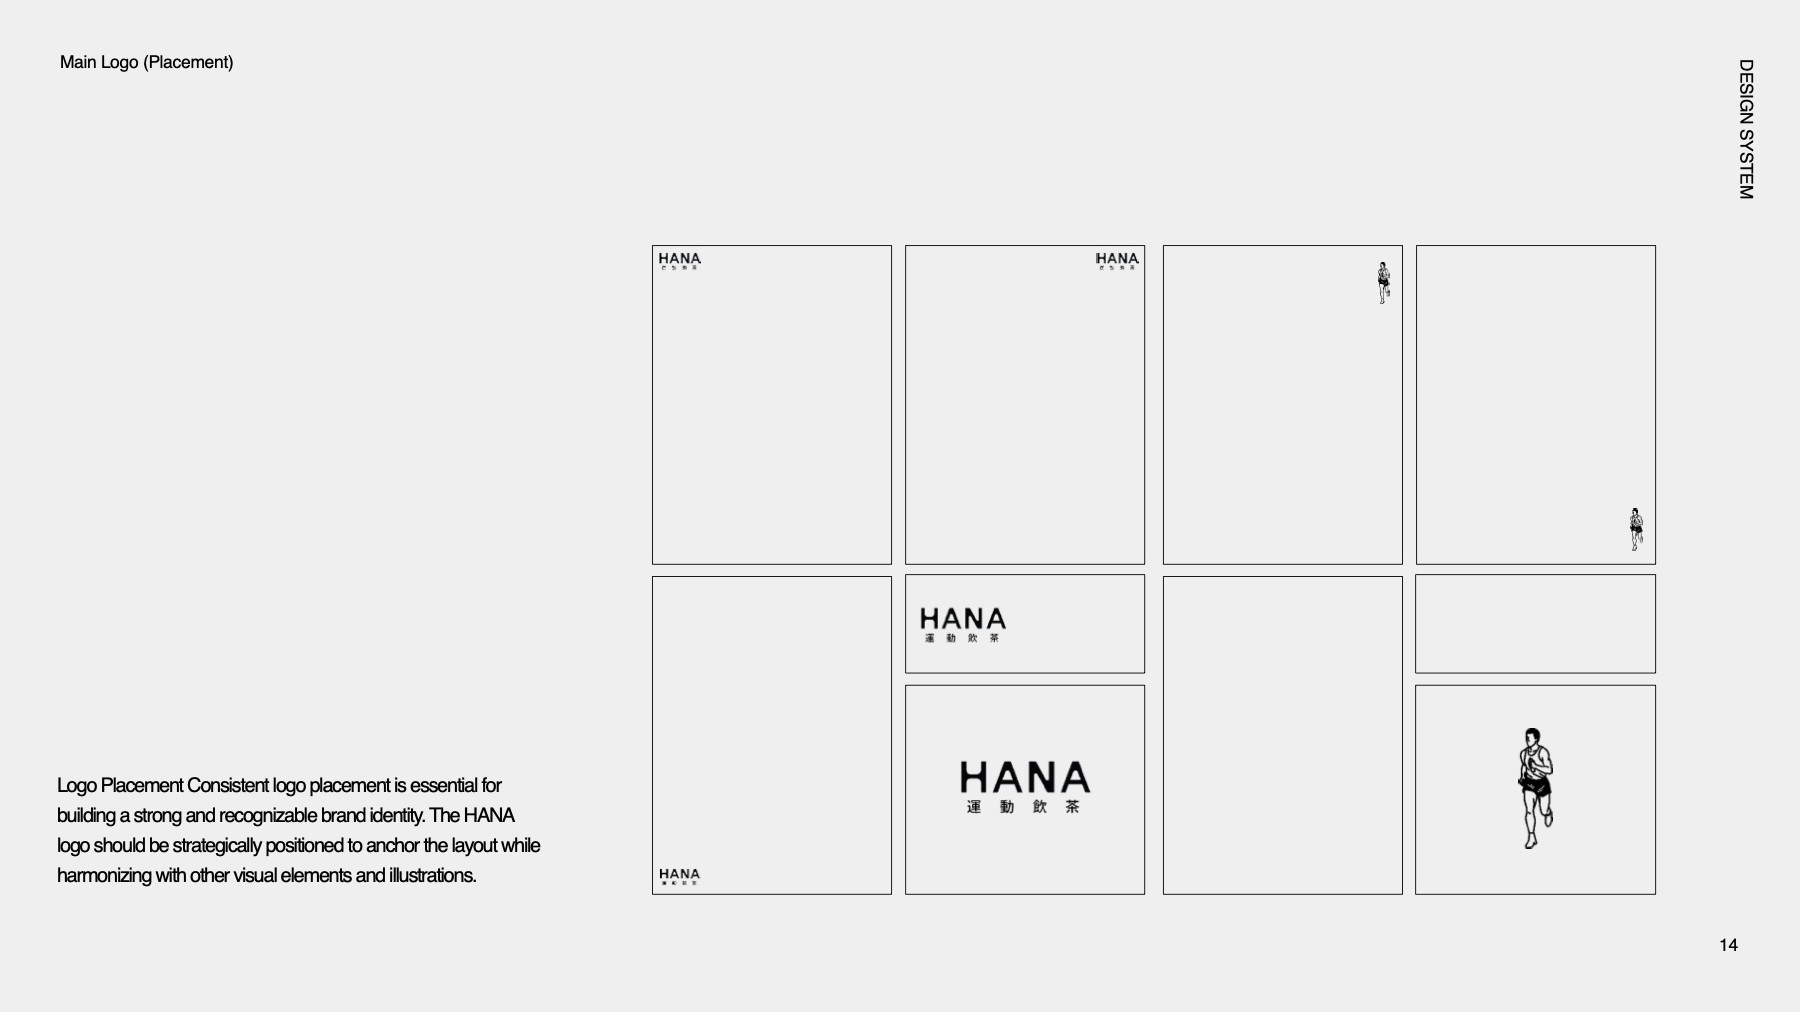 Main Logo (Placement)
DESIGN SYSTEM
HANA
HANA
HANA
運動飲茶
HANA
運動飲茶
HANA
Logo Placement Consistent logo placement is essential for
building a strong and recognizable brand identity. The HANA
logo should be strategically positioned to anchor the layout while
harmonizing with other visual elements and illustrations.
14